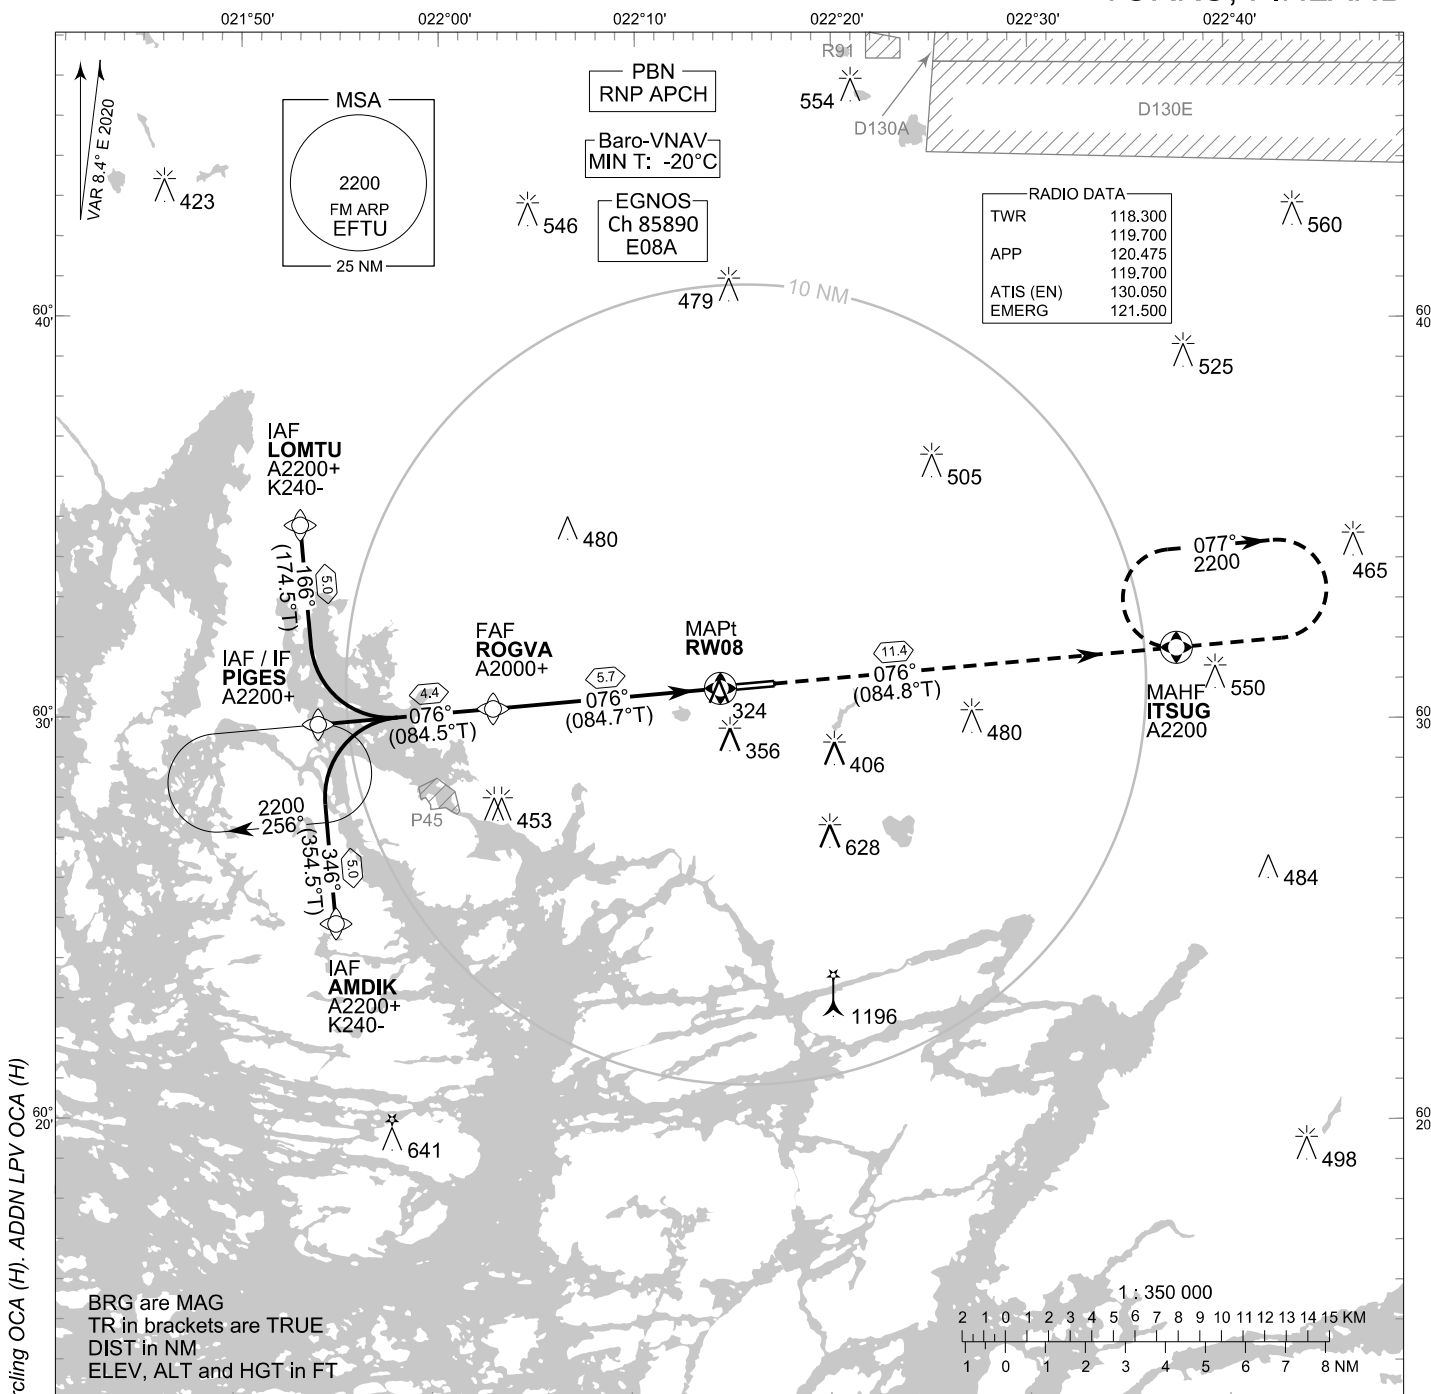 021°50'
022°00'
022°10'
022°20'
022°30'
022°40'
VAR 8.4° E 2020
MSA
2200
FM ARP
EFTU
25 NM
PBN
RNP APCH
Baro-VNAV
MIN T: -20°C
EGNOS
Ch 85890
E08A
R91
D130A
D130E
RADIO DATA
TWR 118.300
119.700
APP 120.475
119.700
ATIS (EN) 130.050
EMERG 121.500
554
423
546
560
479
10 NM
60°
40'
60
40
525
IAF
LOMTU
A2200+
K240-
505
480
077°
2200
465
166°
(174.5°T)
5.0
IAF / IF
PIGES
A2200+
FAF
ROGVA
A2000+
MAPt
RW08
4.4
076°
(084.5°T)
5.7
076°
(084.7°T)
11.4
076°
(084.8°T)
324
356
406
480
550
MAHF
ITSUG
A2200
60°
30'
60
30
2200
256°
P45
453
628
484
346°
(354.5°T)
5.0
IAF
AMDIK
A2200+
K240-
1196
60°
20'
60
20
641
498
rcling OCA (H). ADDN LPV OCA (H)
BRG are MAG
TR in brackets are TRUE
DIST in NM
ELEV, ALT and HGT in FT
1 : 350 000
2 1 0 1 2 3 4 5 6 7 8 9 10 11 12 13 14 15 KM
1 0 1 2 3 4 5 6 7 8 NM